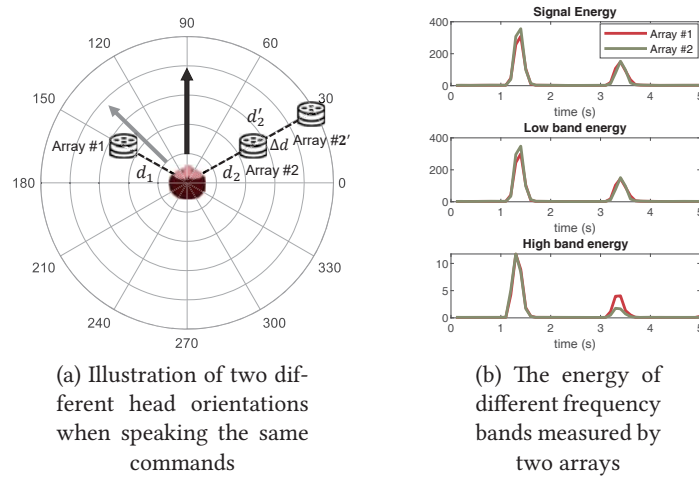 90
120
60
150
30
180
0
210
330
240
300
270
Array #1
d₁
d₂
d₂′
Δd
Array #2
Array #2′
(a) Illustration of two dif-
ferent head orientations
when speaking the same
commands
Signal Energy
400
200
0
0 1 2 3 4 5
time (s)
Array #1
Array #2
Low band energy
400
200
0
0 1 2 3 4 5
time (s)
High band energy
10
5
0
0 1 2 3 4 5
time (s)
(b) The energy of
different frequency
bands measured by
two arrays